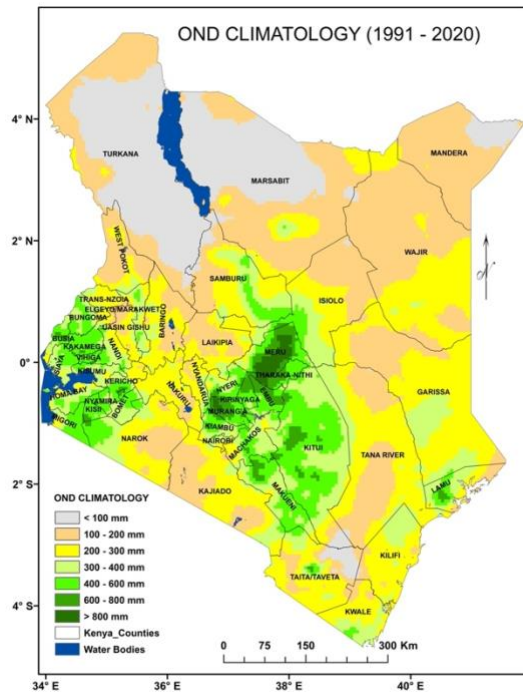 OND CLIMATOLOGY (1991 - 2020)
4° N
TURKANA
MARSABIT
MANDERA
2° N
WEST POKOT
WAJIR
SAMBURU
TRANS-NZOIA
ELGEYO/MARAKWET
BUNGOMA
UASIN GISHU
BARINGO
ISIOLO
BUSIA
KAKAMEGA
NANDI
LAIKIPIA
MERU
0°
SIAYA
VIHIGA
KISUMU
THARAKA-NITHI
HOMA BAY
KERICHO
NAKURU
NYANDARUA
NYERI
EMBU
GARISSA
NYAMIRA
KISII
BOMET
KIRINYAGA
MURANGA
MIGORI
KIAMBU
NAROK
NAIROBI
MACHAKOS
KITUI
TANA RIVER
2° S
KAJIADO
MAKUENI
LAMU
OND CLIMATOLOGY
< 100 mm
100 - 200 mm
200 - 300 mm
300 - 400 mm
400 - 600 mm
600 - 800 mm
> 800 mm
Kenya_Counties
Water Bodies
KILIFI
TAITA/TAVETA
KWALE
4° S
0 75 150 300 Km
34° E 36° E 38° E 40° E